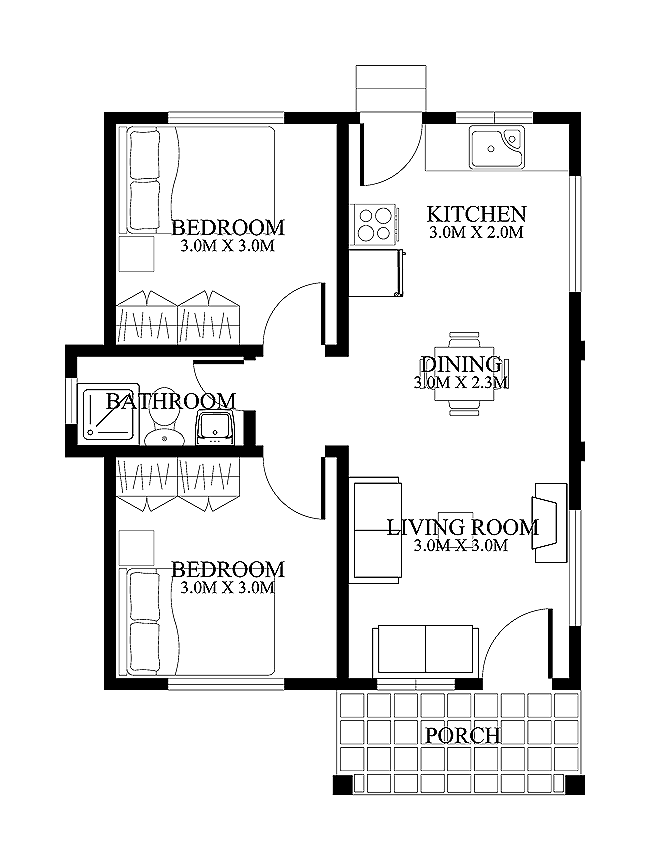 BEDROOM
3.0M X 3.0M
KITCHEN
3.0M X 2.0M
DINING
3.0M X 2.3M
BATHROOM
LIVING ROOM
3.0M X 3.0M
BEDROOM
3.0M X 3.0M
PORCH